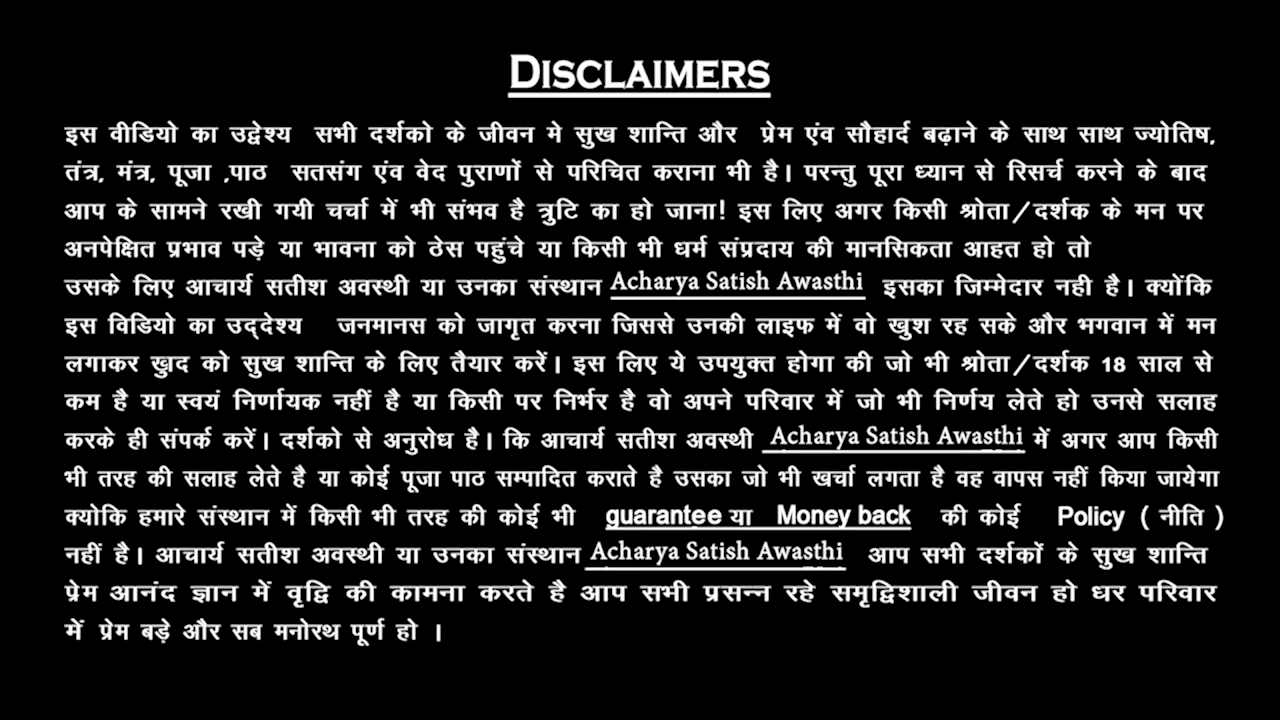 DISCLAIMERS
इस वीडियो का उद्वेश्य सभी दर्शको के जीवन मे सुख शान्ति और प्रेम एंव सौहार्द बढ़ाने के साथ साथ ज्योतिष,
तंत्र, मंत्र, पूजा ,पाठ सतसंग एंव वेद पुराणों से परिचित कराना भी है। परन्तु पूरा ध्यान से रिसर्च करने के बाद
आप के सामने रखी गयी चर्चा में भी संभव है त्रुटि का हो जाना! इस लिए अगर किसी श्रोता/दर्शक के मन पर
अनपेक्षित प्रभाव पड़े या भावना को ठेस पहुंचे या किसी भी धर्म संप्रदाय की मानसिकता आहत हो तो
उसके लिए आचार्य सतीश अवस्थी या उनका संस्थान Acharya Satish Awasthi इसका जिम्मेदार नही है। क्योंकि
इस विडियो का उद्देश्य जनमानस को जागृत करना जिससे उनकी लाइफ में वो खुश रह सके और भगवान में मन
लगाकर खुद को सुख शान्ति के लिए तैयार करें। इस लिए ये उपयुक्त होगा की जो भी श्रोता/दर्शक 18 साल से
कम है या स्वयं निर्णायक नहीं है या किसी पर निर्भर है वो अपने परिवार में जो भी निर्णय लेते हो उनसे सलाह
करके ही संपर्क करें। दर्शको से अनुरोध है। कि आचार्य सतीश अवस्थी Acharya Satish Awasthi में अगर आप किसी
भी तरह की सलाह लेते है या कोई पूजा पाठ सम्पादित कराते है उसका जो भी खर्चा लगता है वह वापस नहीं किया जायेगा
क्योकि हमारे संस्थान में किसी भी तरह की कोई भी guarantee या Money back की कोई Policy ( नीति )
नहीं है। आचार्य सतीश अवस्थी या उनका संस्थान Acharya Satish Awasthi आप सभी दर्शकों के सुख शान्ति
प्रेम आनंद ज्ञान में वृद्वि की कामना करते है आप सभी प्रसन्न रहे समृद्विशाली जीवन हो धर परिवार
में प्रेम बड़े और सब मनोरथ पूर्ण हो ।